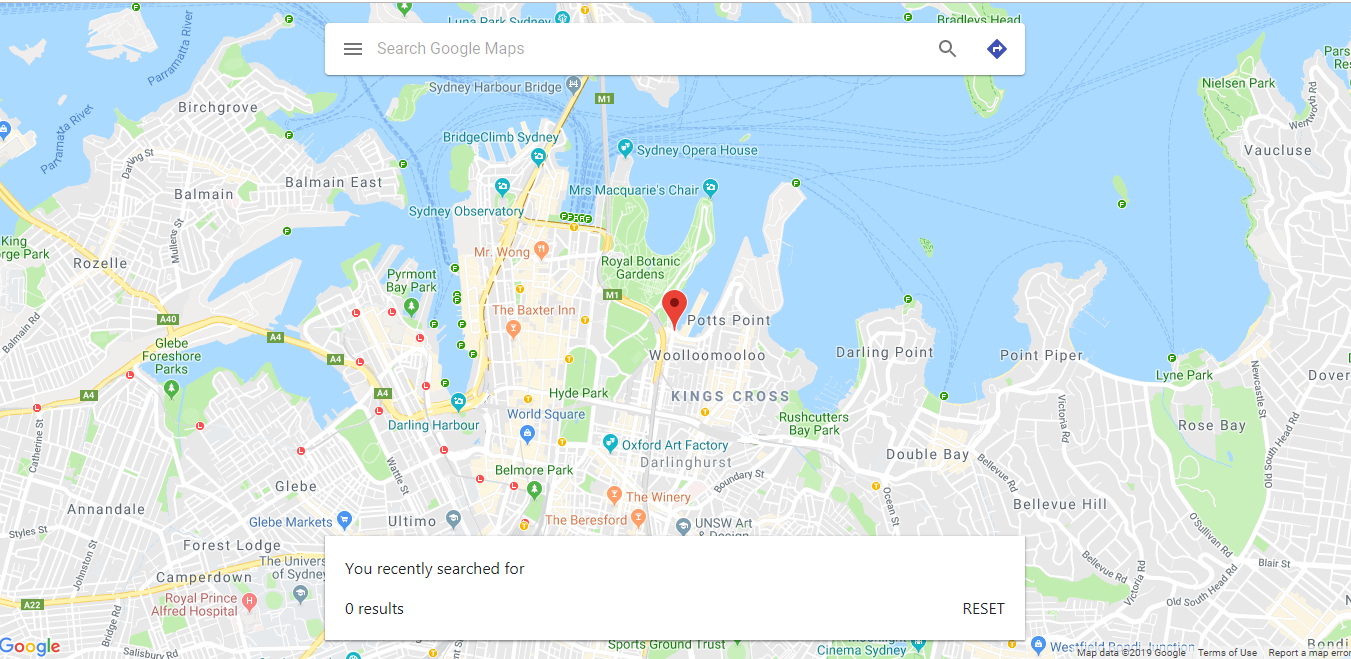 Luna Park Sydney
Bradleys Head
Search Google Maps
Parramatta River
Sydney Harbour Bridge
M1
Nielsen Park
Wentworth Rd
Birchgrove
Parramatta River
BridgeClimb Sydney
Sydney Opera House
Vaucluse
Darling St
Balmain East
Balmain
Mrs Macquarie's Chair
Sydney Observatory
Mullens St
Mr. Wong
Rozelle
Royal Botanic
Gardens
Pyrmont
Bay Park
M1
The Baxter Inn
Potts Point
Balmain Rd
A40
A4
Glebe
Foreshore
Parks
A4
Woolloomooloo
Darling Point
Point Piper
Lyne Park
A4
A4
Hyde Park
KINGS CROSS
Newcastle St
World Square
Rushcutters
Bay Park
Darling Harbour
Victoria Rd
Rose Bay
Catherine St
Oxford Art Factory
Darlinghurst
Double Bay
Old South Head Rd
Wattle St
Belmore Park
Boundary St
Bellevue Rd
Glebe
The Winery
Ocean St
Bellevue Hill
Annandale
Glebe Markets
Ultimo
The Beresford
UNSW Art
& Design
O'Sullivan Rd
Styles St
Johnston St
Forest Lodge
The Univers
of Sydney
Camperdown
You recently searched for
Bellevue Rd
Blair St
Victoria Rd
Old South Head Rd
A22
Royal Prince
Alfred Hospital
H
0 results
RESET
Bridge Rd
Google
Salisbury Rd
Sports Ground Trust
Cinema Sydney
Westfield Bondi Junction
Bondi
Map data ©2019 Google
Terms of Use
Report a map error